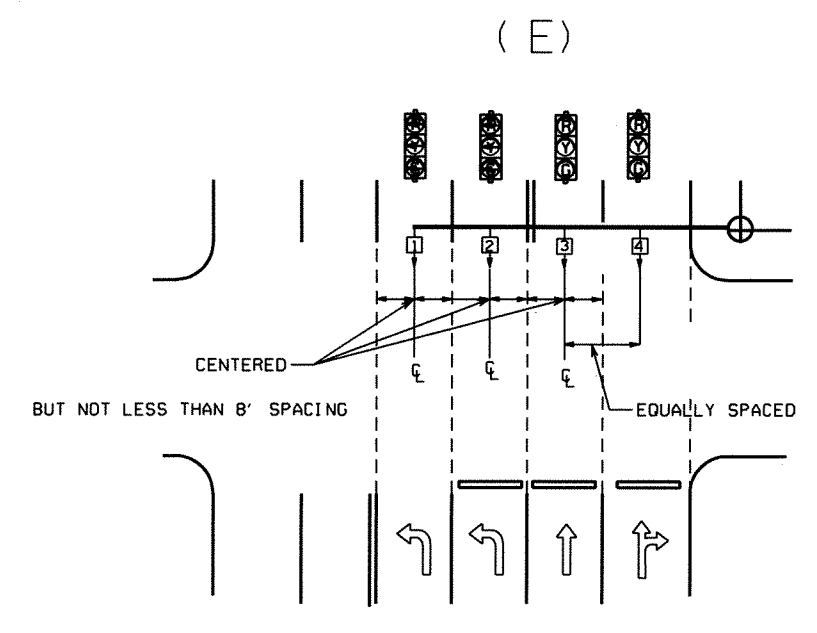 (E)
R R
Y Y
G G
1 2 3 4
CENTERED
BUT NOT LESS THAN 8' SPACING
EQUALLY SPACED